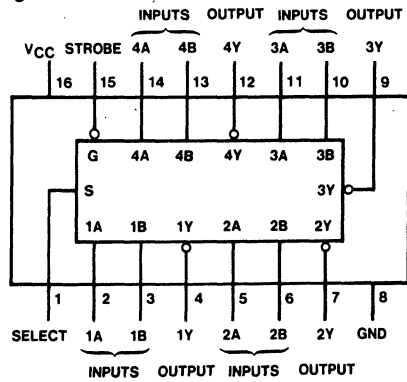 INPUTS OUTPUT INPUTS OUTPUT
VCC STROBE 4A 4B 4Y 3A 3B 3Y
16 15 14 13 12 11 10 9
G 4A 4B 4Y 3A 3B
S 3Y
1A 1B 1Y 2A 2B 2Y
1 2 3 4 5 6 7 8
SELECT 1A 1B 1Y 2A 2B 2Y GND
INPUTS OUTPUT INPUTS OUTPUT